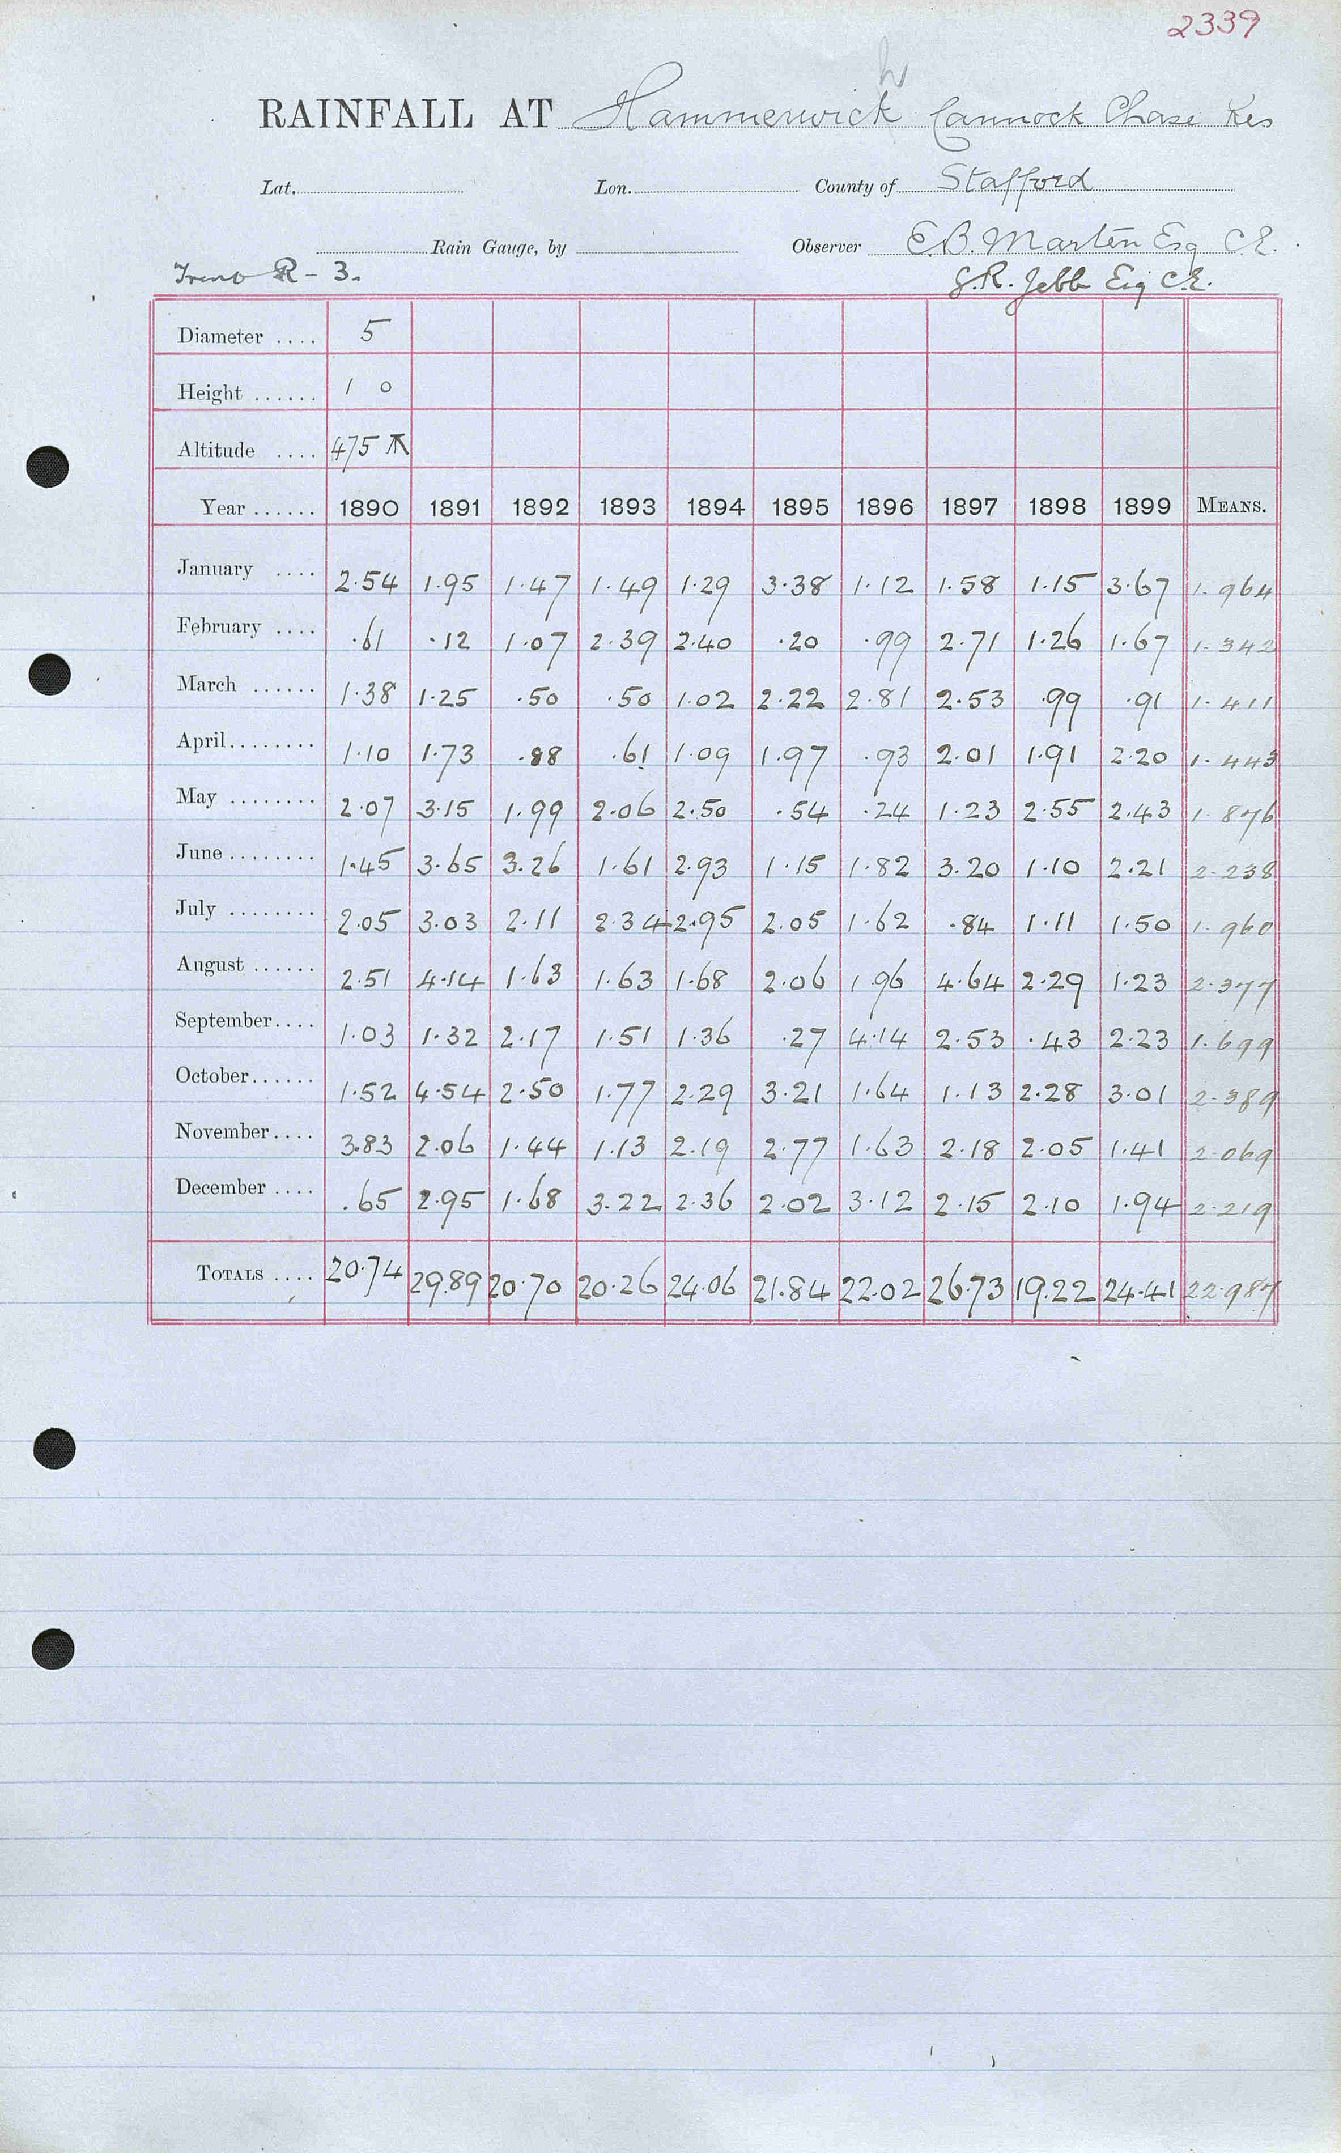 2339
h
RAINFALL AT Hammerwick Cannock Chase Res
Lat. Lon. County of Stafford
Rain Gauge, by Observer E.B. Marten Esq C.E.
Trent R - 3. G.R. Jebb Esq C.E.
Diameter .... 5
Height ...... 1 0
Altitude .... 475
Year ...... 1890 1891 1892 1893 1894 1895 1896 1897 1898 1899 MEANS.
January .... 2.54 1.95 1.47 1.49 1.29 3.38 1.12 1.58 1.15 3.67 1.964
February .... .61 .12 1.07 2.39 2.40 .20 .99 2.71 1.26 1.67 1.342
March ...... 1.38 1.25 .50 .50 1.02 2.22 2.81 2.53 .99 .91 1.411
April........ 1.10 1.73 .88 .61 1.09 1.97 .93 2.01 1.91 2.20 1.443
May ........ 2.07 3.15 1.99 2.06 2.50 .54 .24 1.23 2.55 2.43 1.876
June........ 1.45 3.65 3.26 1.61 2.93 1.15 1.82 3.20 1.10 2.21 2.238
July ........ 2.05 3.03 2.11 2.34 2.95 2.05 1.62 .84 1.11 1.50 1.960
August ...... 2.51 4.14 1.63 1.63 1.68 2.06 1.96 4.64 2.29 1.23 2.377
September.... 1.03 1.32 2.17 1.51 1.36 .27 4.14 2.53 .43 2.23 1.699
October...... 1.52 4.54 2.50 1.77 2.29 3.21 1.64 1.13 2.28 3.01 2.389
November.... 3.83 2.06 1.44 1.13 2.19 2.77 1.63 2.18 2.05 1.41 2.069
December .... .65 2.95 1.68 3.22 2.36 2.02 3.12 2.15 2.10 1.94 2.219
TOTALS .... 20.74 29.89 20.70 20.26 24.06 21.84 22.02 26.73 19.22 24.41 22.987